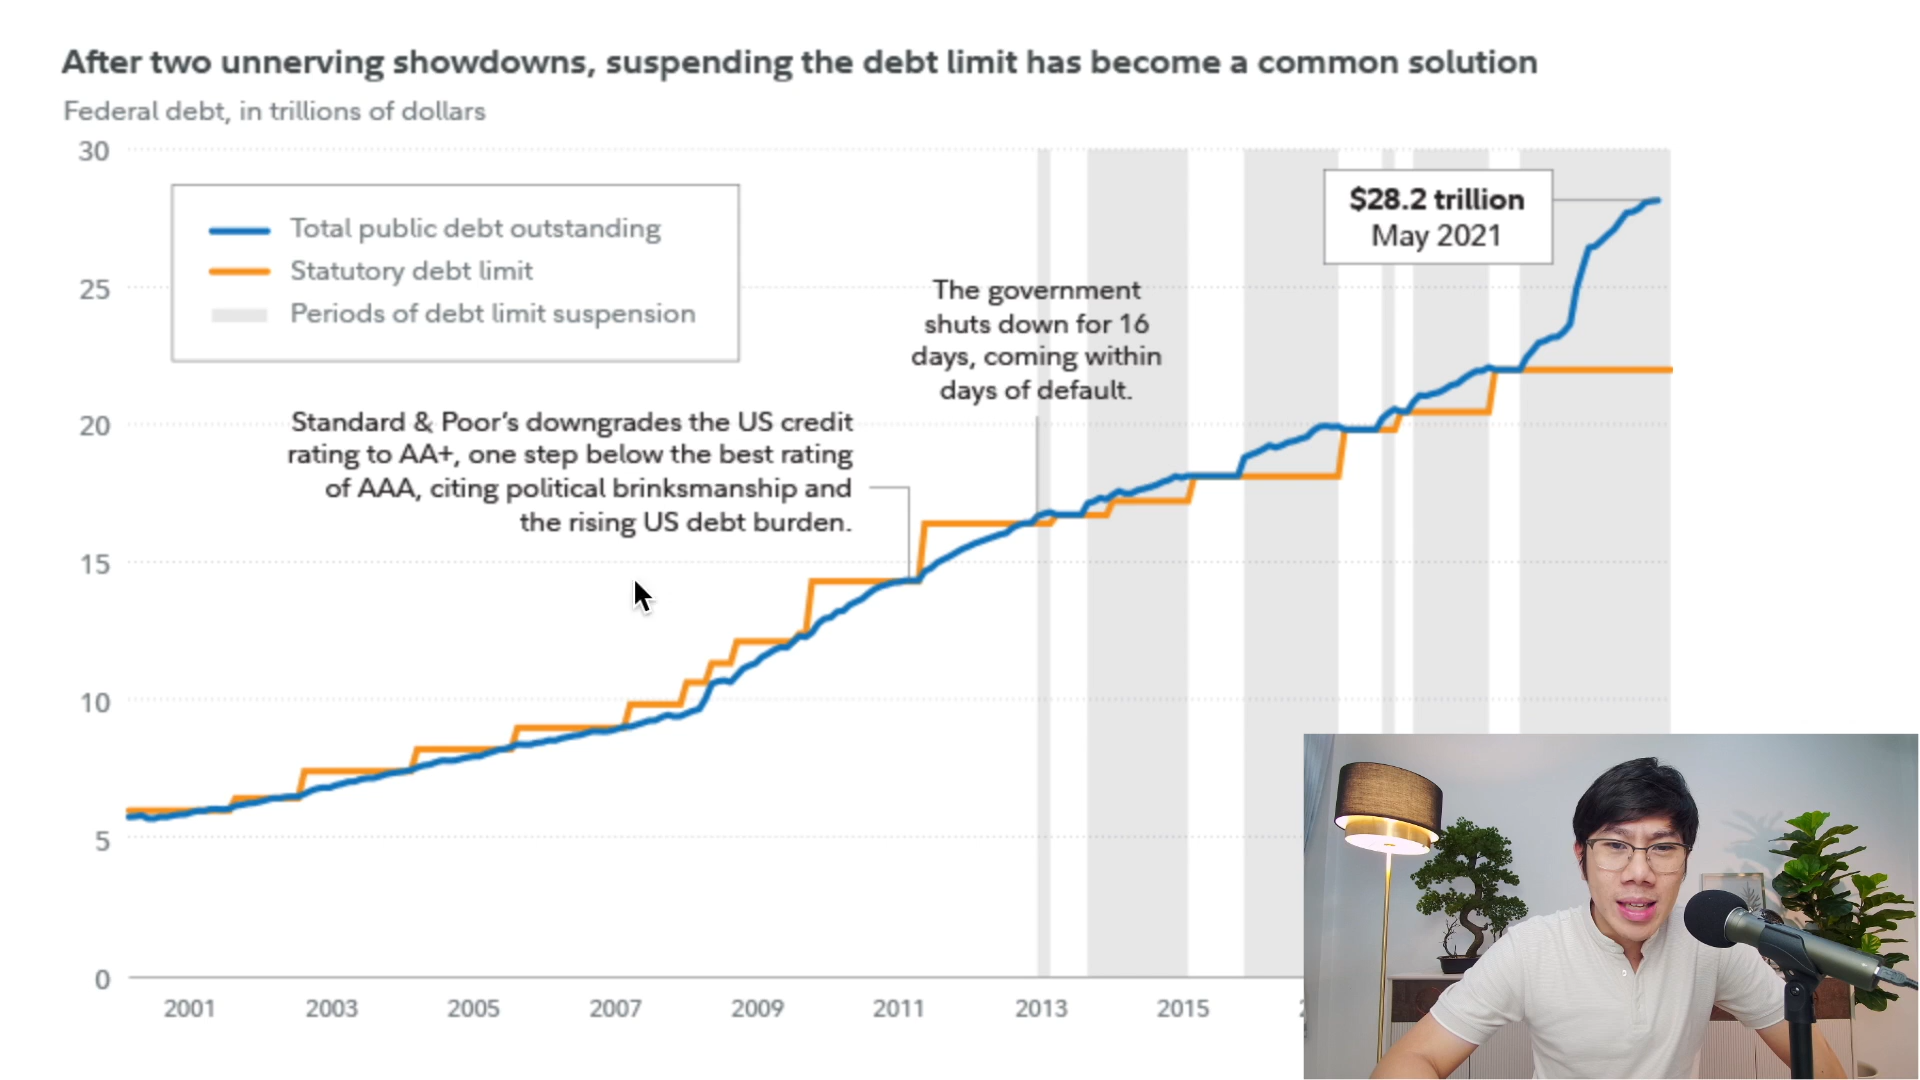 After two unnerving showdowns, suspending the debt limit has become a common solution
Federal debt, in trillions of dollars
30
25
20
15
10
5
0
Total public debt outstanding
Statutory debt limit
Periods of debt limit suspension
$28.2 trillion
May 2021
The government
shuts down for 16
days, coming within
days of default.
Standard & Poor's downgrades the US credit
rating to AA+, one step below the best rating
of AAA, citing political brinksmanship and
the rising US debt burden.
2001 2003 2005 2007 2009 2011 2013 2015